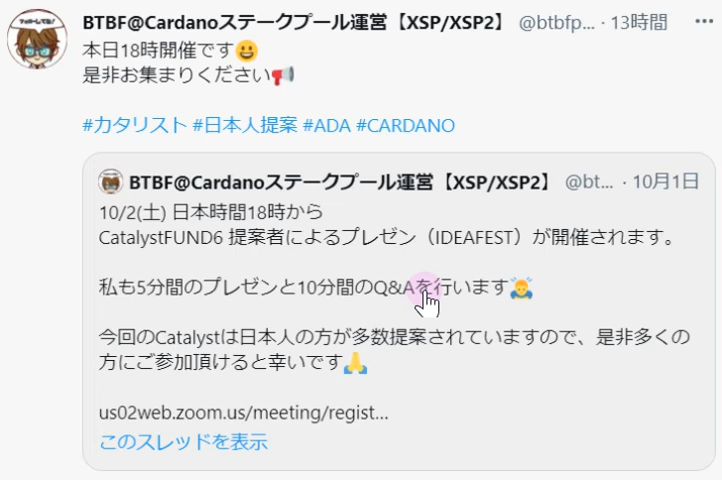 BTBF@Cardanoステークプール運営【XSP/XSP2】 @btbfp... · 13時間
本日18時開催です😀
是非お集まりください📢
#カタリスト #日本人提案 #ADA #CARDANO
BTBF@Cardanoステークプール運営【XSP/XSP2】 @bt... · 10月1日
10/2(土) 日本時間18時から
CatalystFUND6 提案者によるプレゼン（IDEAFEST）が開催されます。
私も5分間のプレゼンと10分間のQ&Aを行います🙇
今回のCatalystは日本人の方が多数提案されていますので、是非多くの
方にご参加頂けると幸いです🙏
us02web.zoom.us/meeting/regist...
このスレッドを表示